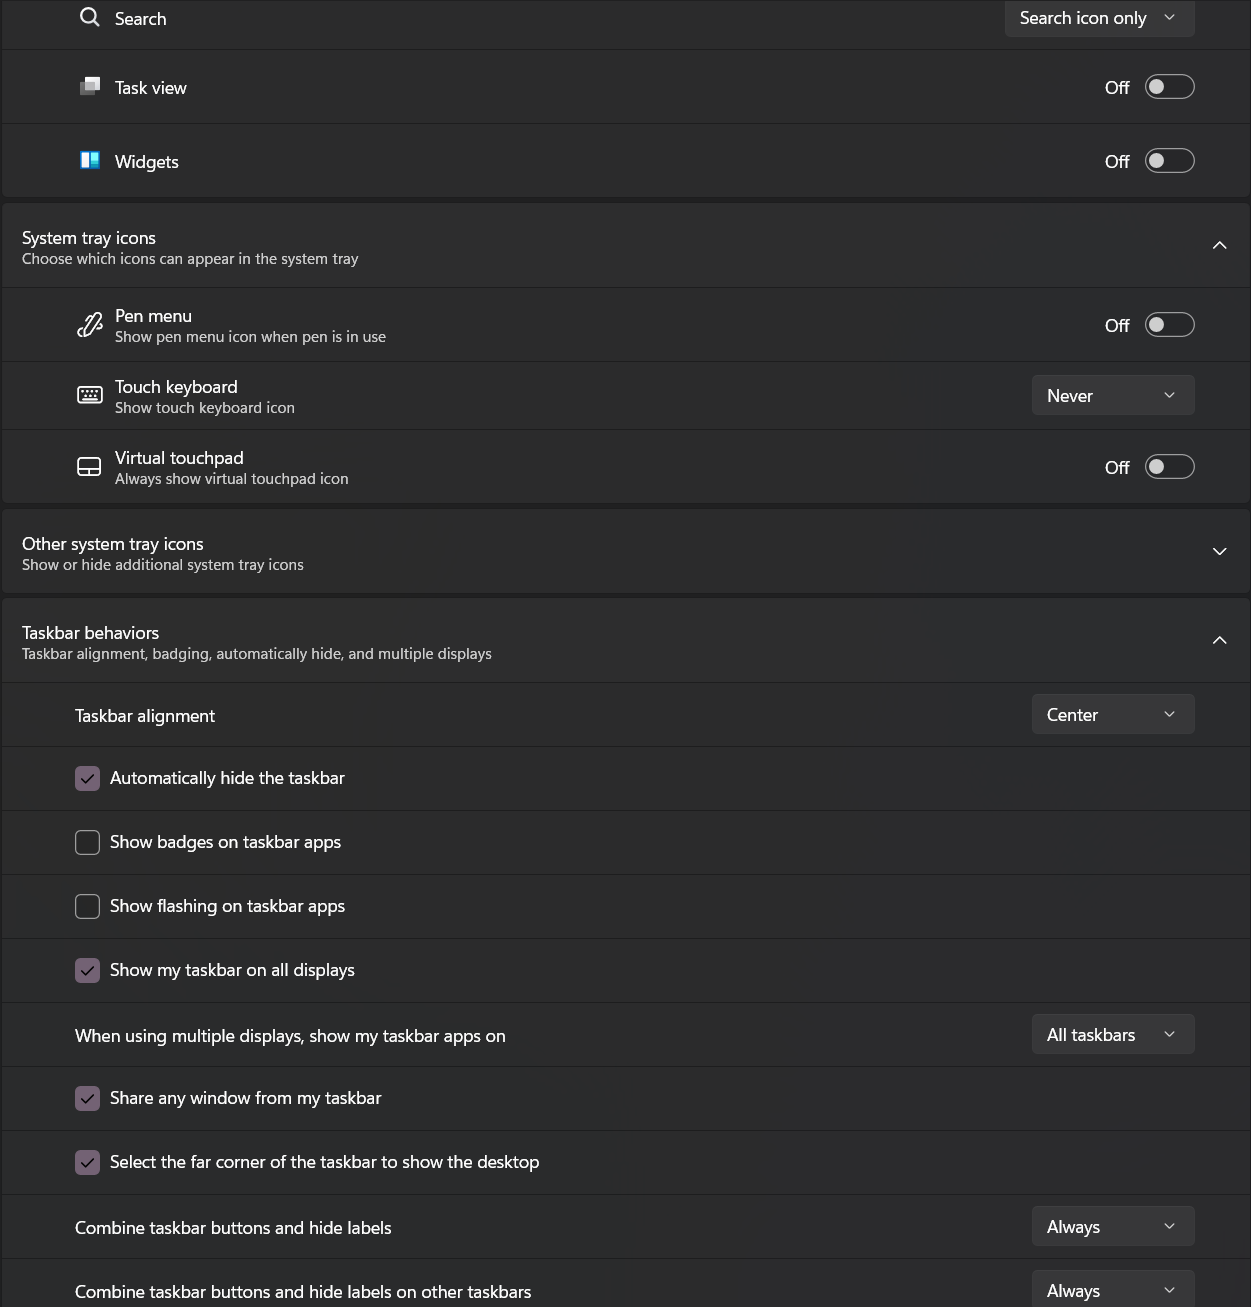 Search
Search icon only
Task view
Off
Widgets
Off
System tray icons
Choose which icons can appear in the system tray
Pen menu
Show pen menu icon when pen is in use
Off
Touch keyboard
Show touch keyboard icon
Never
Virtual touchpad
Always show virtual touchpad icon
Off
Other system tray icons
Show or hide additional system tray icons
Taskbar behaviors
Taskbar alignment, badging, automatically hide, and multiple displays
Taskbar alignment
Center
Automatically hide the taskbar
Show badges on taskbar apps
Show flashing on taskbar apps
Show my taskbar on all displays
When using multiple displays, show my taskbar apps on
All taskbars
Share any window from my taskbar
Select the far corner of the taskbar to show the desktop
Combine taskbar buttons and hide labels
Always
Combine taskbar buttons and hide labels on other taskbars
Always